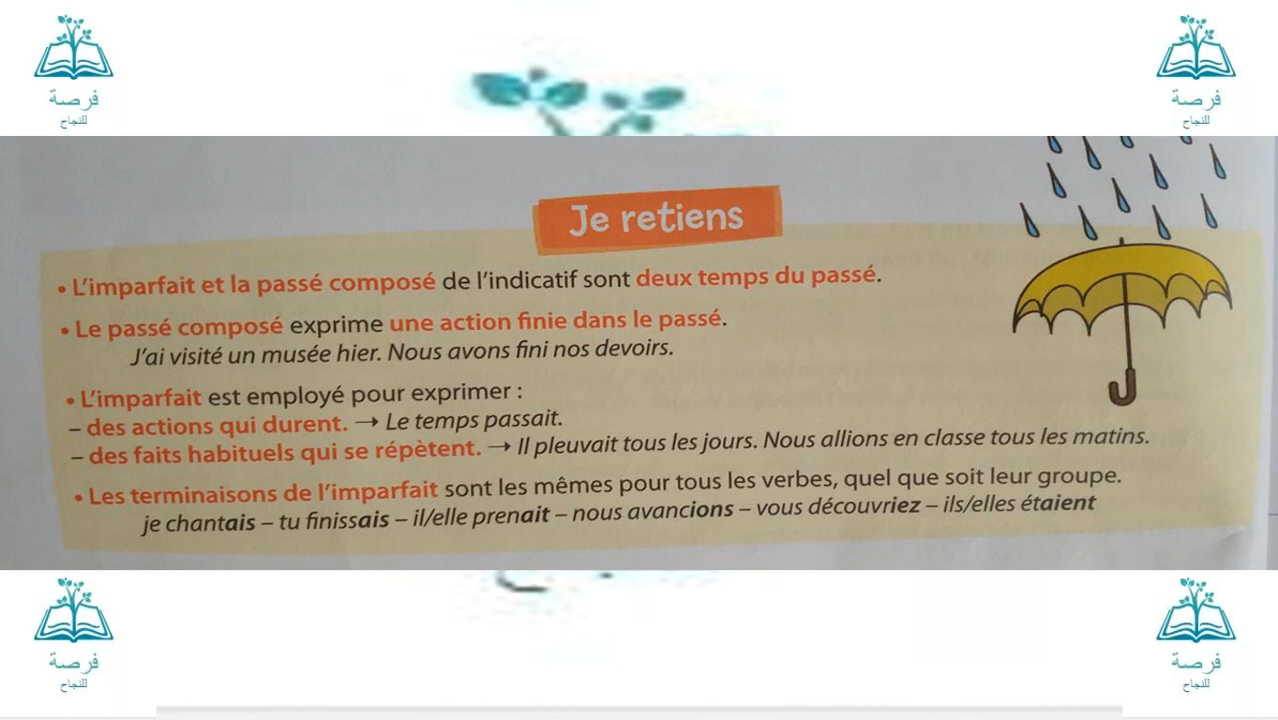 فرصة
للنجاح
فرصة
للنجاح
Je retiens
• L'imparfait et la passé composé de l'indicatif sont deux temps du passé.
• Le passé composé exprime une action finie dans le passé.
J'ai visité un musée hier. Nous avons fini nos devoirs.
• L'imparfait est employé pour exprimer :
– des actions qui durent. → Le temps passait.
– des faits habituels qui se répètent. → Il pleuvait tous les jours. Nous allions en classe tous les matins.
• Les terminaisons de l'imparfait sont les mêmes pour tous les verbes, quel que soit leur groupe.
je chantais – tu finissais – il/elle prenait – nous avancions – vous découvriez – ils/elles étaient
فرصة
للنجاح
فرصة
للنجاح